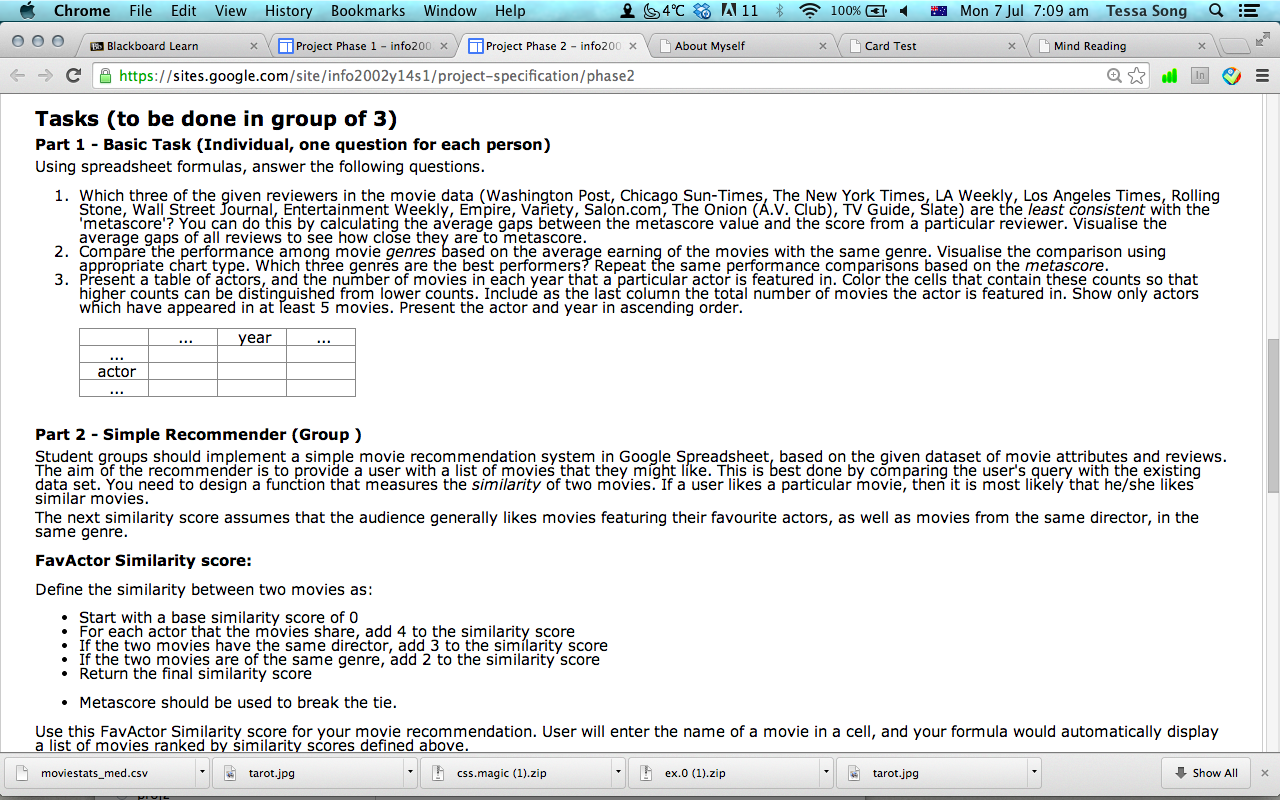 Chrome File Edit View History Bookmarks Window Help 4°C 11 100% Mon 7 Jul 7:09 am Tessa Song
Blackboard Learn Project Phase 1 – info200 Project Phase 2 – info200 About Myself Card Test Mind Reading
https://sites.google.com/site/info2002y14s1/project-specification/phase2 In
Tasks (to be done in group of 3)
Part 1 - Basic Task (Individual, one question for each person)
Using spreadsheet formulas, answer the following questions.
1. Which three of the given reviewers in the movie data (Washington Post, Chicago Sun-Times, The New York Times, LA Weekly, Los Angeles Times, Rolling
Stone, Wall Street Journal, Entertainment Weekly, Empire, Variety, Salon.com, The Onion (A.V. Club), TV Guide, Slate) are the least consistent with the
'metascore'? You can do this by calculating the average gaps between the metascore value and the score from a particular reviewer. Visualise the
average gaps of all reviews to see how close they are to metascore.
2. Compare the performance among movie genres based on the average earning of the movies with the same genre. Visualise the comparison using
appropriate chart type. Which three genres are the best performers? Repeat the same performance comparisons based on the metascore.
3. Present a table of actors, and the number of movies in each year that a particular actor is featured in. Color the cells that contain these counts so that
higher counts can be distinguished from lower counts. Include as the last column the total number of movies the actor is featured in. Show only actors
which have appeared in at least 5 movies. Present the actor and year in ascending order.
... year ...
...
actor
...
Part 2 - Simple Recommender (Group )
Student groups should implement a simple movie recommendation system in Google Spreadsheet, based on the given dataset of movie attributes and reviews.
The aim of the recommender is to provide a user with a list of movies that they might like. This is best done by comparing the user's query with the existing
data set. You need to design a function that measures the similarity of two movies. If a user likes a particular movie, then it is most likely that he/she likes
similar movies.
The next similarity score assumes that the audience generally likes movies featuring their favourite actors, as well as movies from the same director, in the
same genre.
FavActor Similarity score:
Define the similarity between two movies as:
• Start with a base similarity score of 0
• For each actor that the movies share, add 4 to the similarity score
• If the two movies have the same director, add 3 to the similarity score
• If the two movies are of the same genre, add 2 to the similarity score
• Return the final similarity score
• Metascore should be used to break the tie.
Use this FavActor Similarity score for your movie recommendation. User will enter the name of a movie in a cell, and your formula would automatically display
a list of movies ranked by similarity scores defined above.
moviestats_med.csv tarot.jpg css.magic (1).zip ex.0 (1).zip tarot.jpg Show All